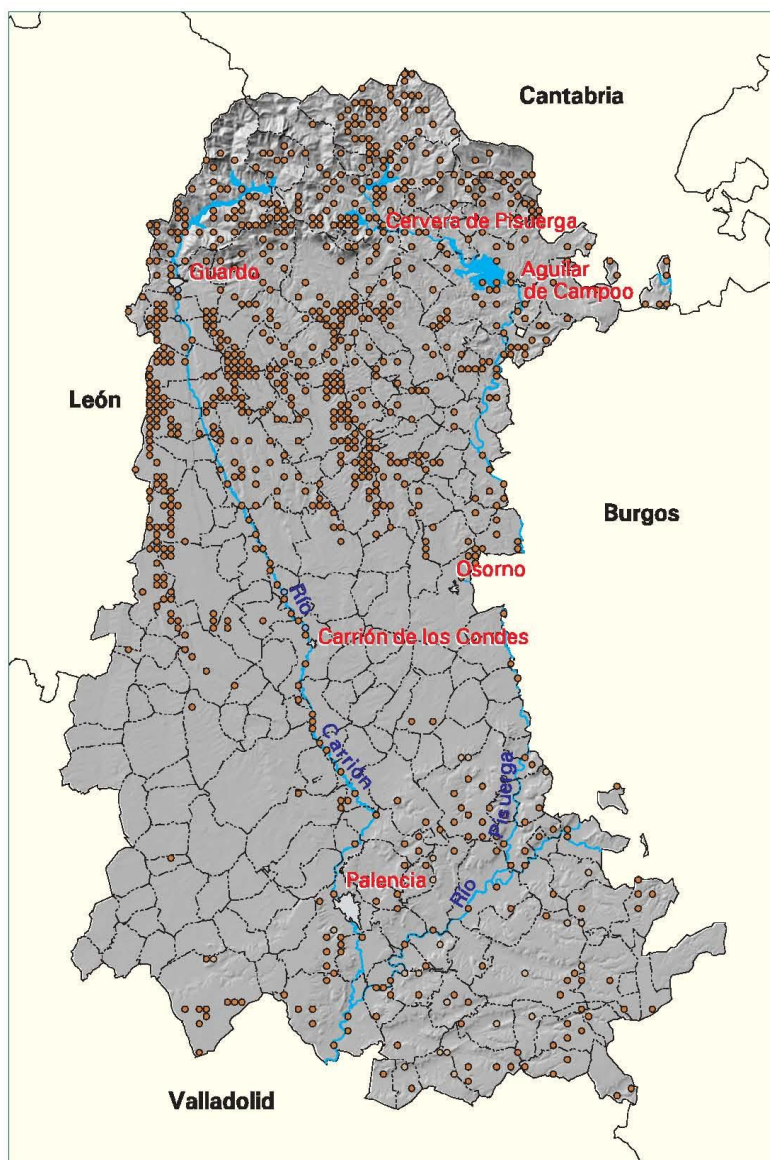 Cantabria
Cervera de Pisuerga
Guardo
Aguilar
de Campoo
León
Burgos
Osorno
Río
Carrión de los Condes
Carrión
Pisuerga
Palencia
Río
Valladolid